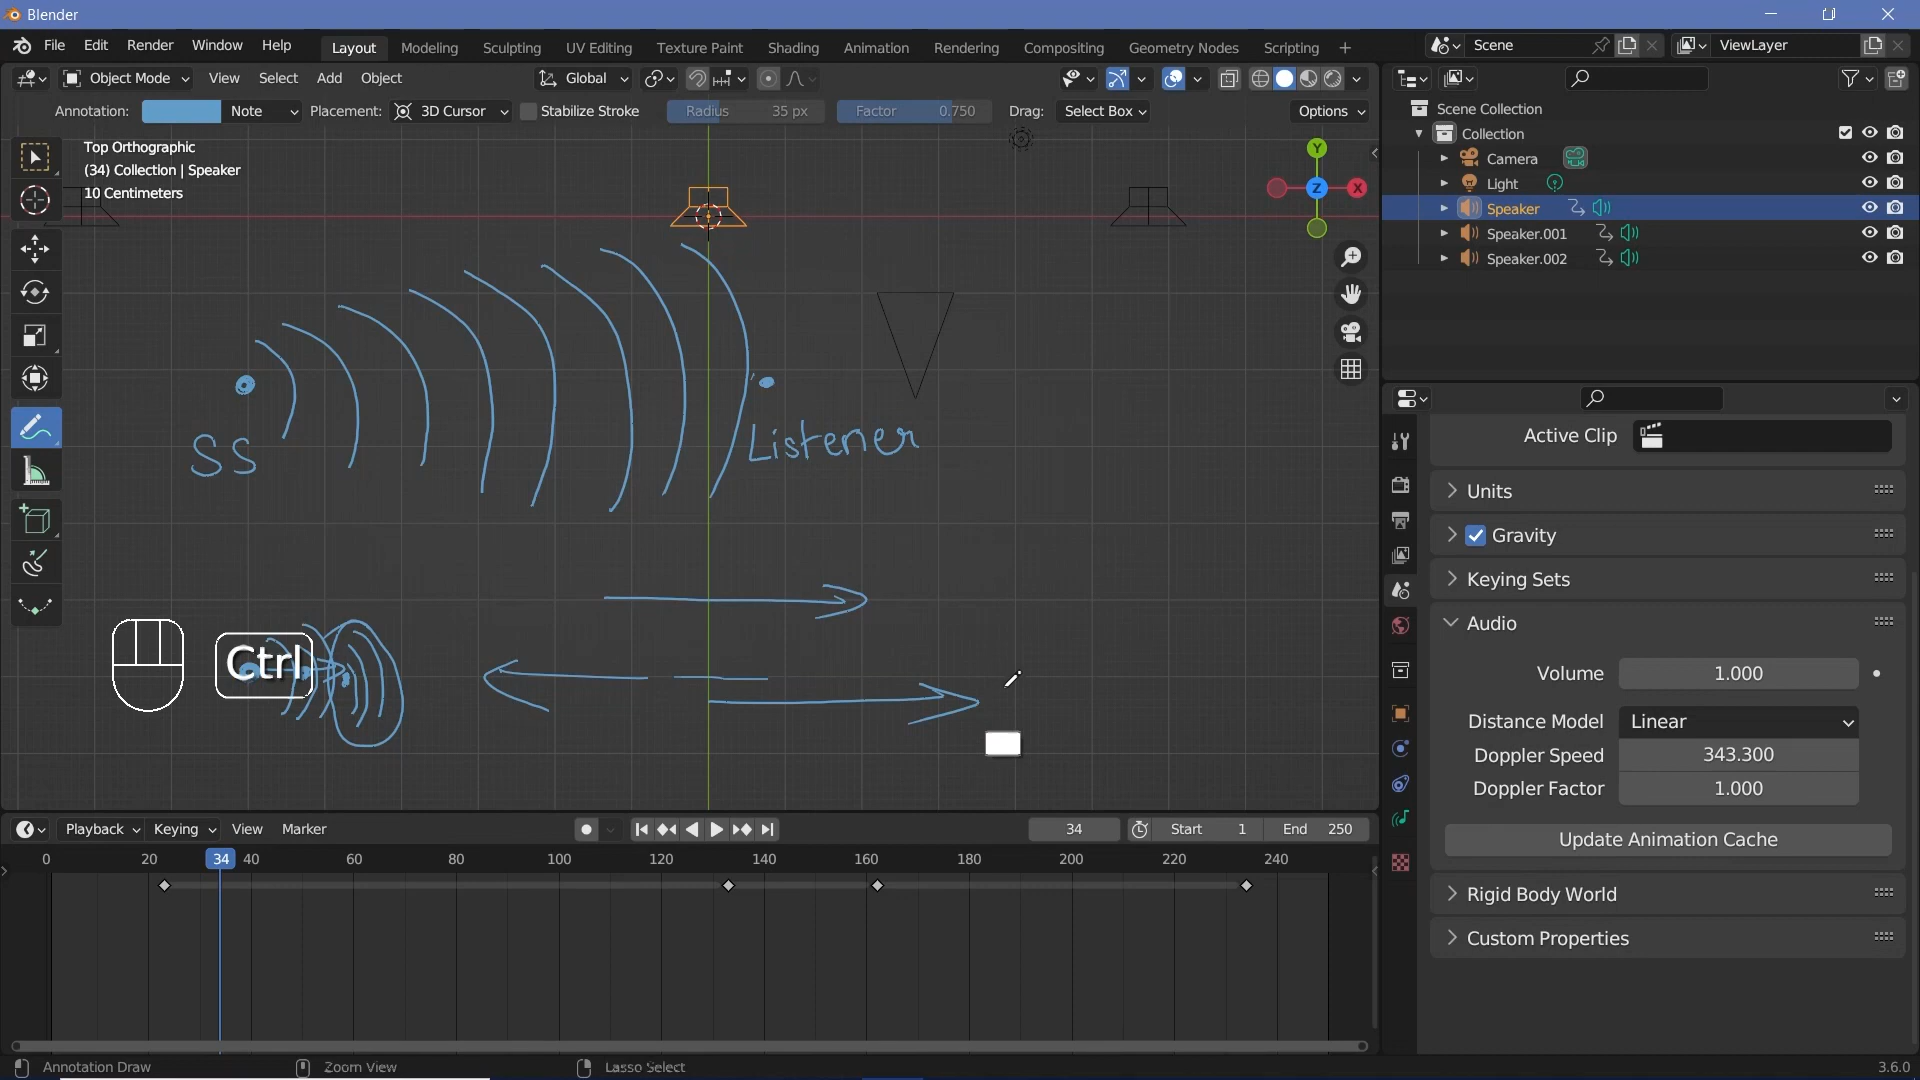 Blender
File Edit Render Window Help Layout Modeling Sculpting UV Editing Texture Paint Shading Animation Rendering Compositing Geometry Nodes Scripting Scene ViewLayer
Object Mode View Select Add Object Global
Annotation: Note Placement: 3D Cursor Stabilize Stroke Radius 35 px Factor 0.750 Drag: Select Box Options
Top Orthographic
(34) Collection | Speaker
10 Centimeters
Y
Z
X
SS
Listener
Ctrl
Scene Collection
Collection
Camera
Light
Speaker
Speaker.001
Speaker.002
Active Clip
Units
Gravity
Keying Sets
Audio
Volume 1.000
Distance Model Linear
Doppler Speed 343.300
Doppler Factor 1.000
Update Animation Cache
Rigid Body World
Custom Properties
Playback Keying View Marker 34 Start 1 End 250
0 20 34 40 60 80 100 120 140 160 180 200 220 240
Annotation Draw Zoom View Lasso Select 3.6.0